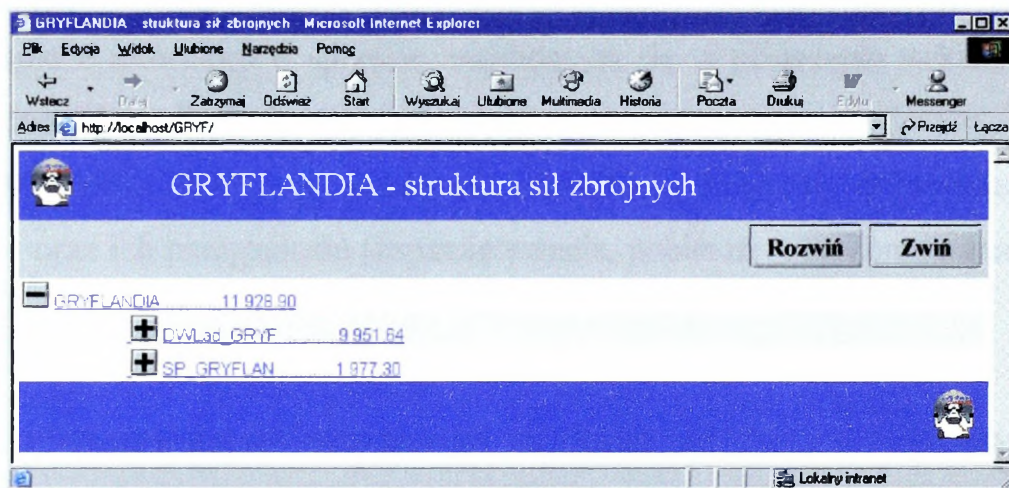 GRYFLANDIA - struktura sił zbrojnych - Microsoft Internet Explorer
Plik Edycja Widok Ulubione Narzędzia Pomoc
Wstecz Dalej Zatrzymaj Odśwież Start Wyszukaj Ulubione Multimedia Historia Poczta Drukuj Edytuj Messenger
Adres http://localhost/GRYF/ Przejdź Łącza
GRYFLANDIA - struktura sił zbrojnych
Rozwiń Zwiń
GRYFLANDIA............11 928.90
DWLad_GRYF............9 951.64
SP_GRYFLAN............1 977.30
Lokalny intranet